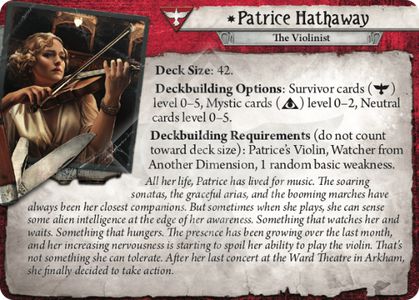 *Patrice Hathaway
The Violinist
Deck Size: 42.
Deckbuilding Options: Survivor cards ( )
level 0–5, Mystic cards ( ) level 0–2, Neutral
cards level 0–5.
Deckbuilding Requirements (do not count
toward deck size): Patrice's Violin, Watcher from
Another Dimension, 1 random basic weakness.
All her life, Patrice has lived for music. The soaring
sonatas, the graceful arias, and the booming marches have
always been her closest companions. But sometimes when she plays, she can sense
some alien intelligence at the edge of her awareness. Something that watches her and
waits. Something that hungers. The presence has been growing over the last month,
and her increasing nervousness is starting to spoil her ability to play the violin. That's
not something she can tolerate. After her last concert at the Ward Theatre in Arkham,
she finally decided to take action.